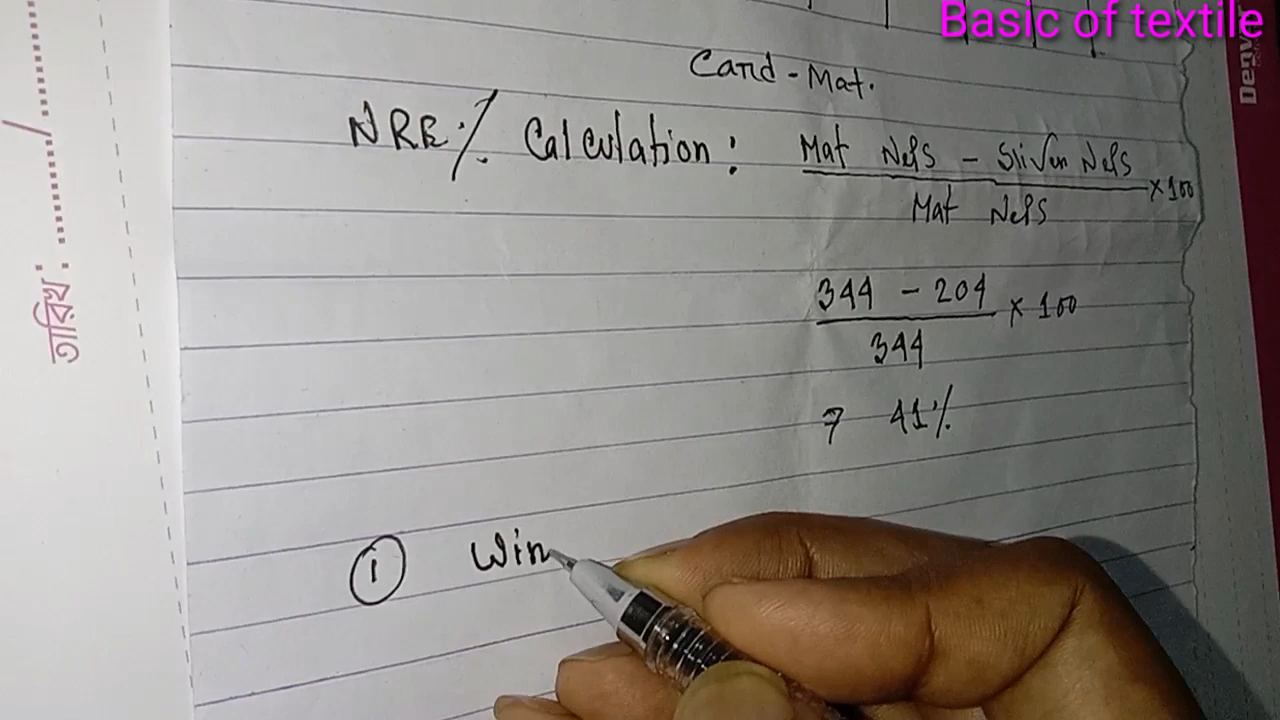 Basic of textile
Denv
Card - Mat.
NRE% Calculation : Mat Neps - Sliver Neps
Mat Neps
×100
344 - 204
344
× 100
7 41%
① Win
তারিখ : ........../..........